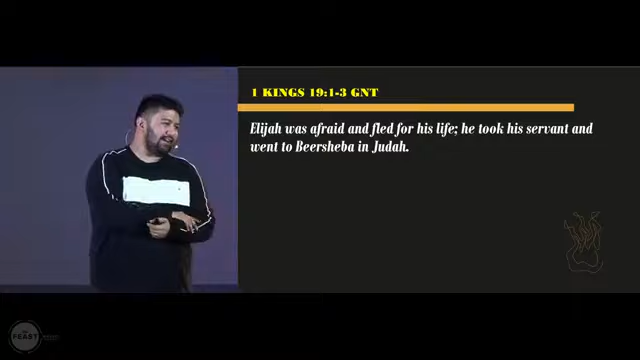 1 KINGS 19:1-3 GNT
Elijah was afraid and fled for his life; he took his servant and
went to Beersheba in Judah.
FEAST